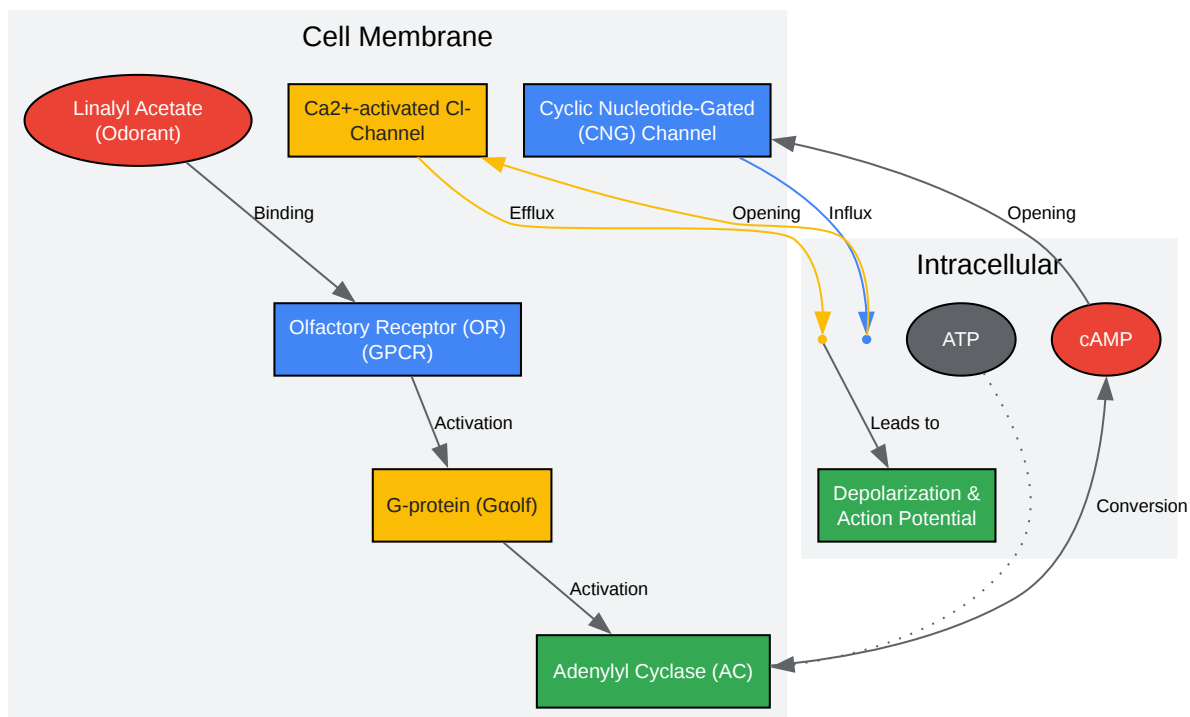 Cell Membrane
Linalyl Acetate
(Odorant)
Ca2+-activated Cl-
Channel
Cyclic Nucleotide-Gated
(CNG) Channel
Binding
Efflux
Opening
Influx
Opening
Intracellular
Olfactory Receptor (OR)
(GPCR)
ATP
cAMP
Activation
Leads to
G-protein (Gαolf)
Depolarization &
Action Potential
Conversion
Activation
Adenylyl Cyclase (AC)